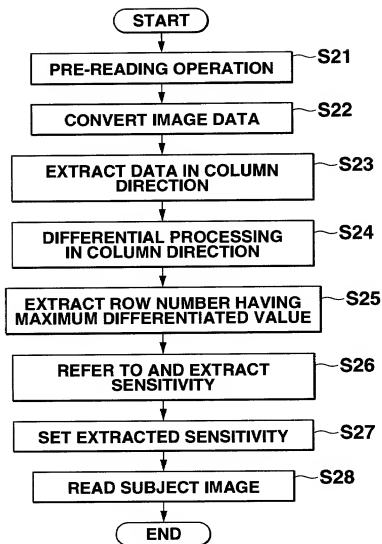 START
PRE-READING OPERATION
S21
CONVERT IMAGE DATA
S22
EXTRACT DATA IN COLUMN
DIRECTION
S23
DIFFERENTIAL PROCESSING
IN COLUMN DIRECTION
S24
EXTRACT ROW NUMBER HAVING
MAXIMUM DIFFERENTIATED VALUE
S25
REFER TO AND EXTRACT
SENSITIVITY
S26
SET EXTRACTED SENSITIVITY
S27
READ SUBJECT IMAGE
S28
END